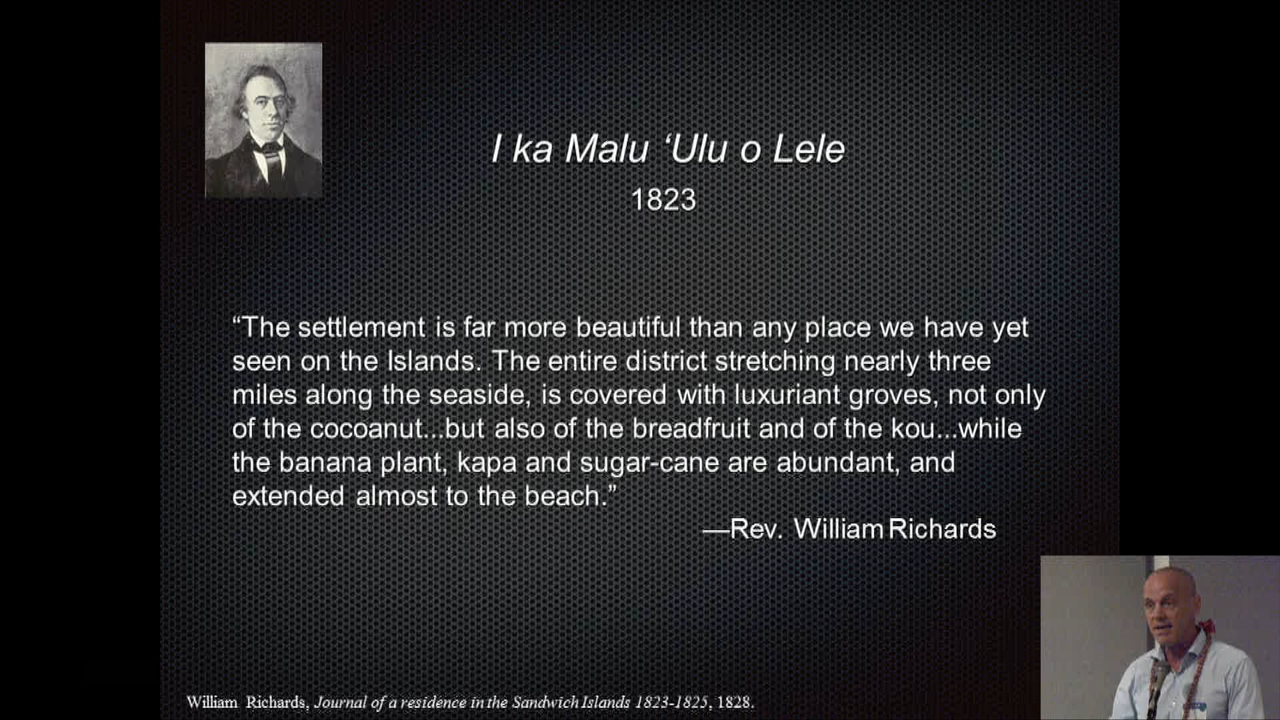 I ka Malu ‘Ulu o Lele
1823
“The settlement is far more beautiful than any place we have yet
seen on the Islands. The entire district stretching nearly three
miles along the seaside, is covered with luxuriant groves, not only
of the cocoanut...but also of the breadfruit and of the kou...while
the banana plant, kapa and sugar-cane are abundant, and
extended almost to the beach.”
—Rev. William Richards
William Richards, Journal of a residence in the Sandwich Islands 1823-1825, 1828.